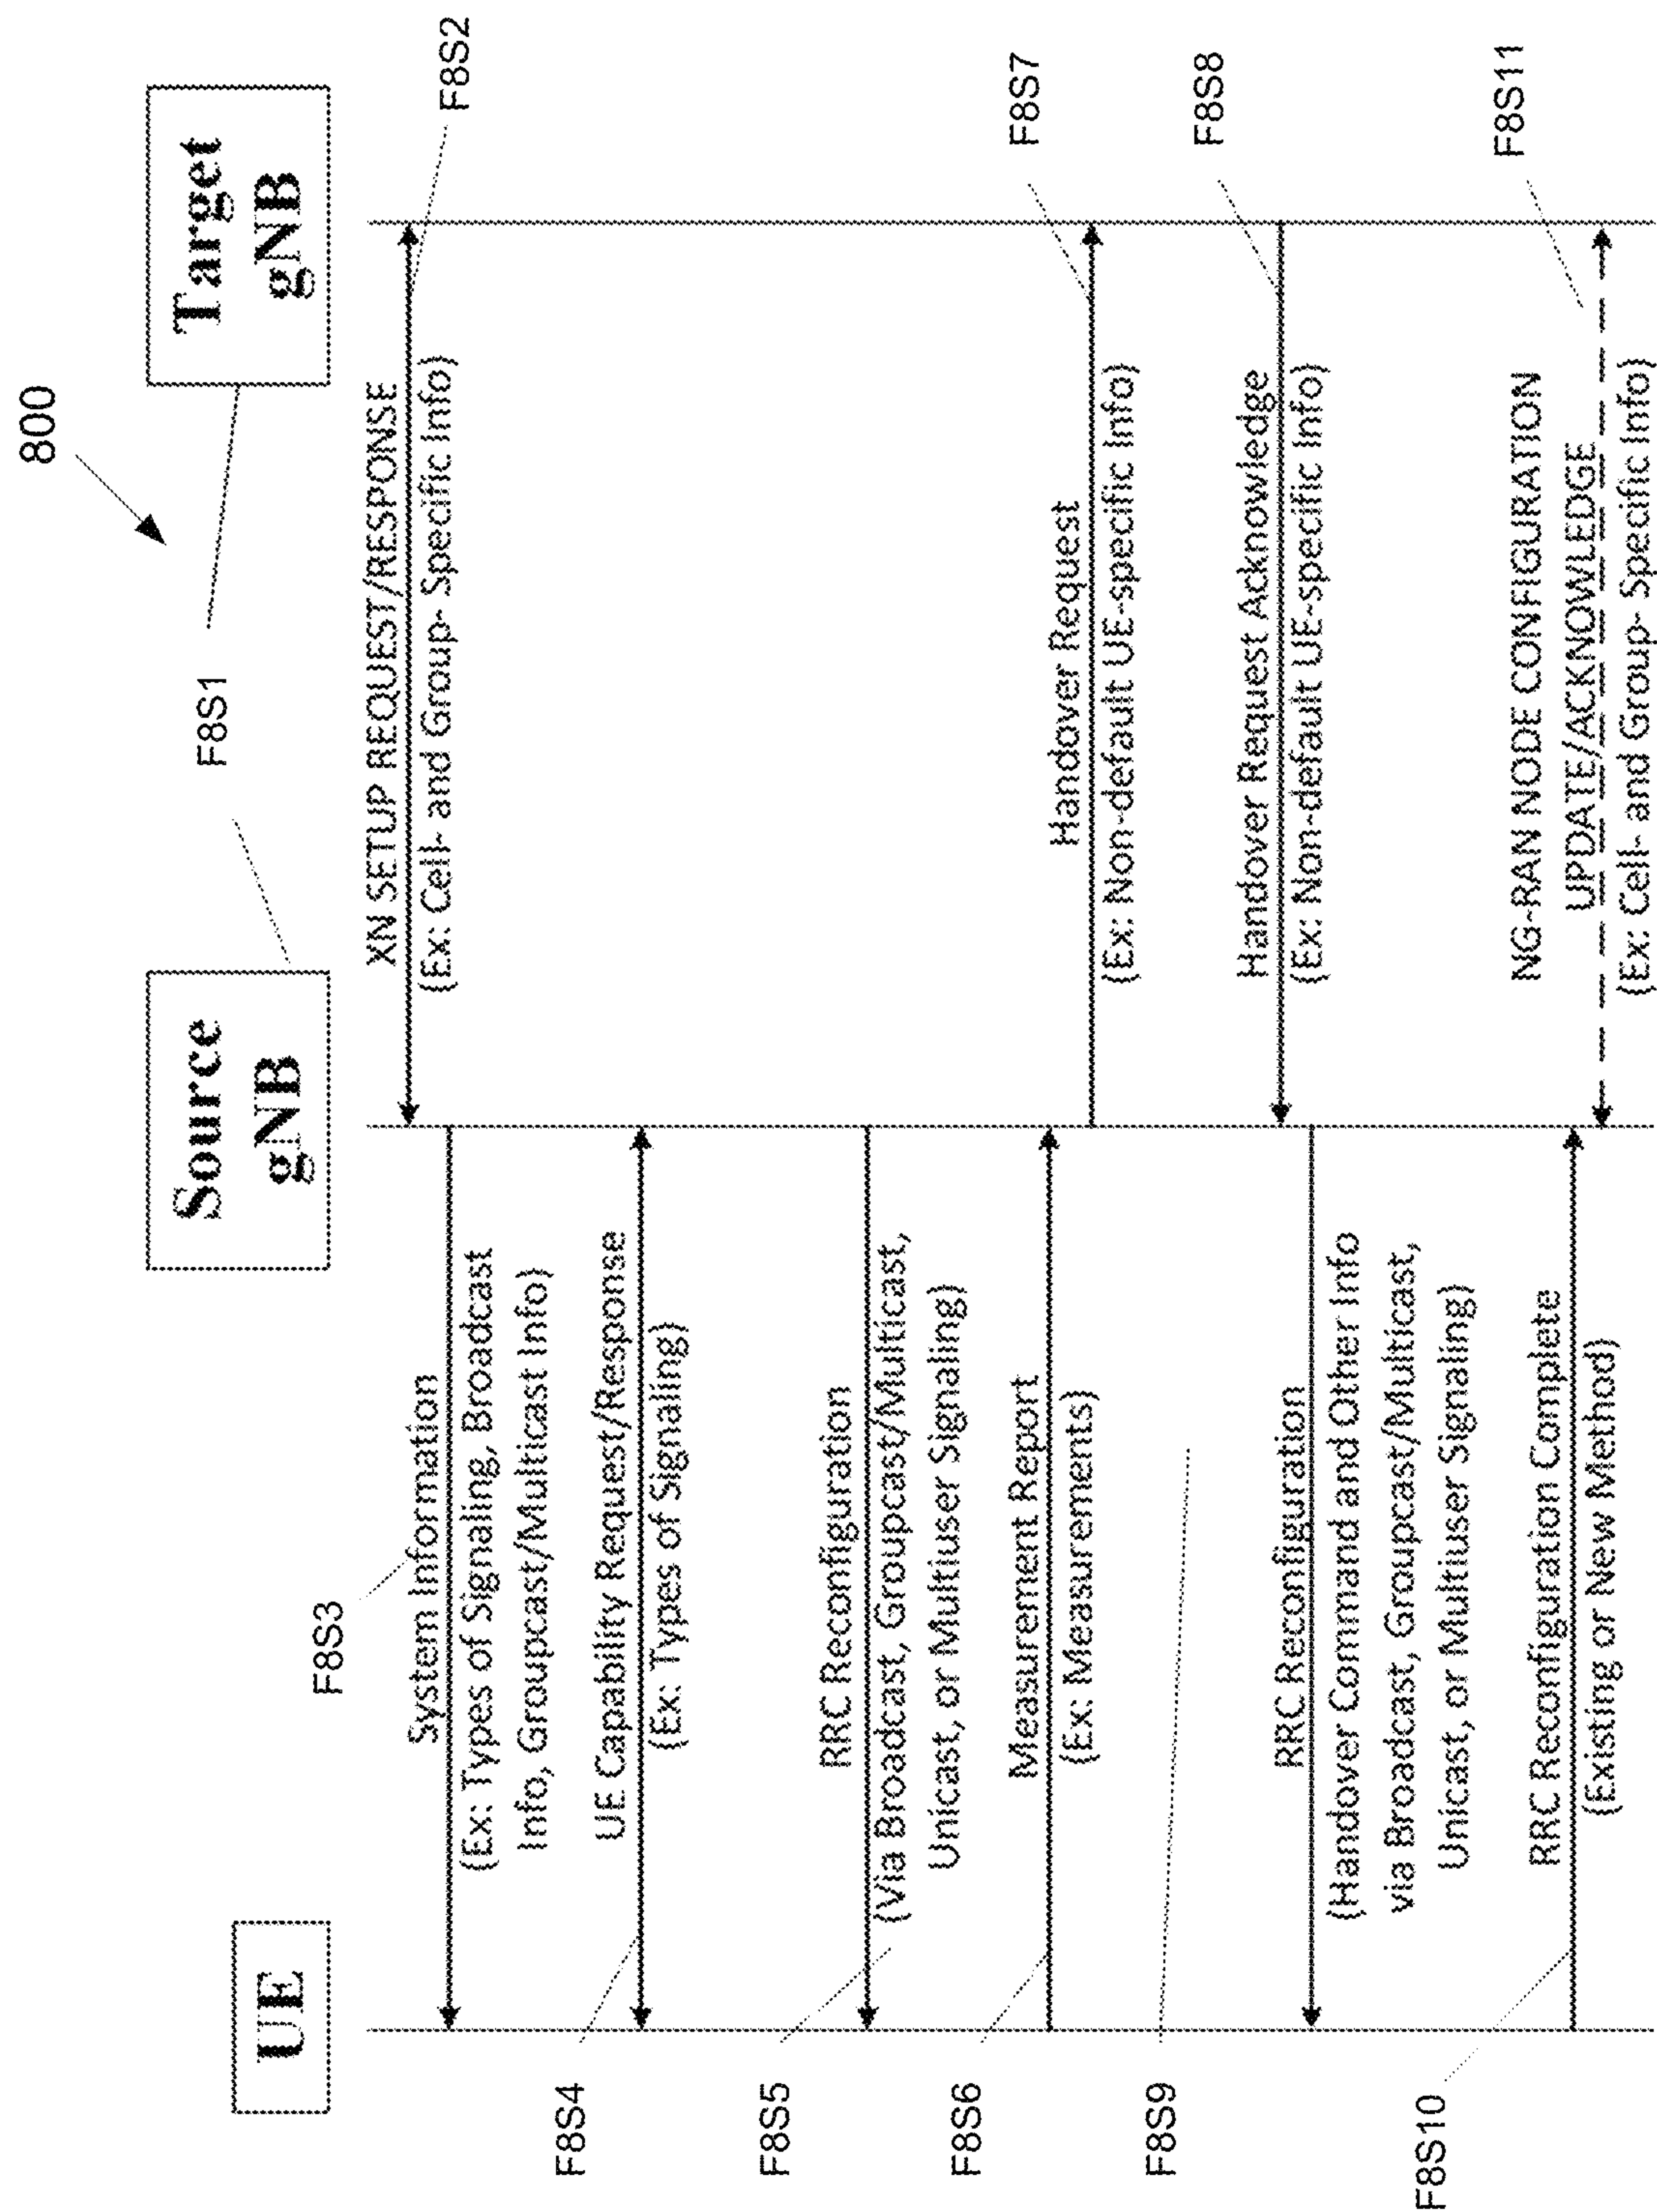 800
UE
Source
gNB
Target
gNB
F8S1
XN SETUP REQUEST/RESPONSE
(Ex: Cell- and Group- Specific Info)
F8S2
F8S3
System Information
(Ex: Types of Signaling, Broadcast
Info, Groupcast/Multicast Info)
F8S4
UE Capability Request/Response
(Ex: Types of Signaling)
F8S5
RRC Reconfiguration
(Via Broadcast, Groupcast/Multicast,
Unicast, or Multiuser Signaling)
F8S6
Measurement Report
(Ex: Measurements)
Handover Request
(Ex: Non-default UE-specific Info)
F8S7
Handover Request Acknowledge
(Ex: Non-default UE-specific Info)
F8S8
F8S9
RRC Reconfiguration
(Handover Command and Other Info
via Broadcast, Groupcast/Multicast,
Unicast, or Multiuser Signaling)
F8S10
RRC Reconfiguration Complete
(Existing or New Method)
NG-RAN NODE CONFIGURATION
UPDATE/ACKNOWLEDGE
(Ex: Cell- and Group- Specific Info)
F8S11